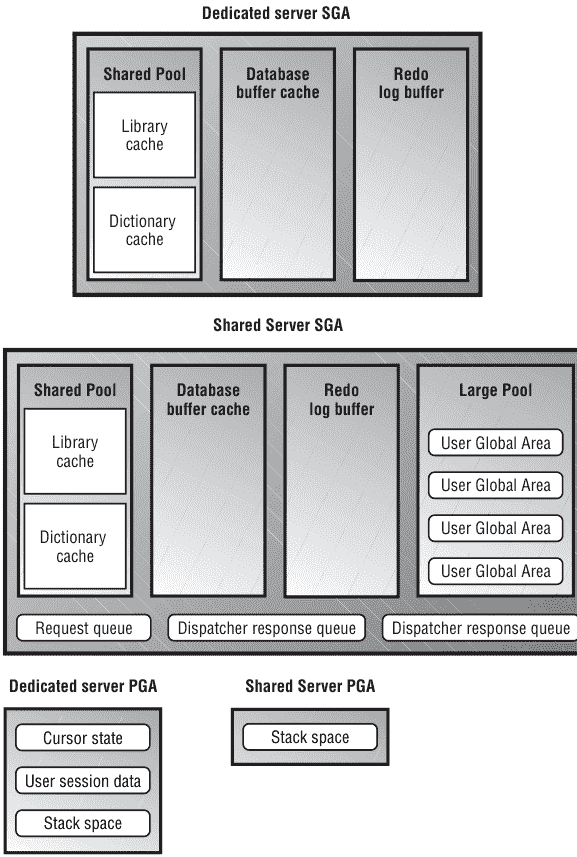 Dedicated server SGA
Shared Pool
Library
cache
Dictionary
cache
Database
buffer cache
Redo
log buffer
Shared Server SGA
Shared Pool
Library
cache
Dictionary
cache
Database
buffer cache
Redo
log buffer
Large Pool
User Global Area
User Global Area
User Global Area
User Global Area
Request queue
Dispatcher response queue
Dispatcher response queue
Dedicated server PGA
Cursor state
User session data
Stack space
Shared Server PGA
Stack space